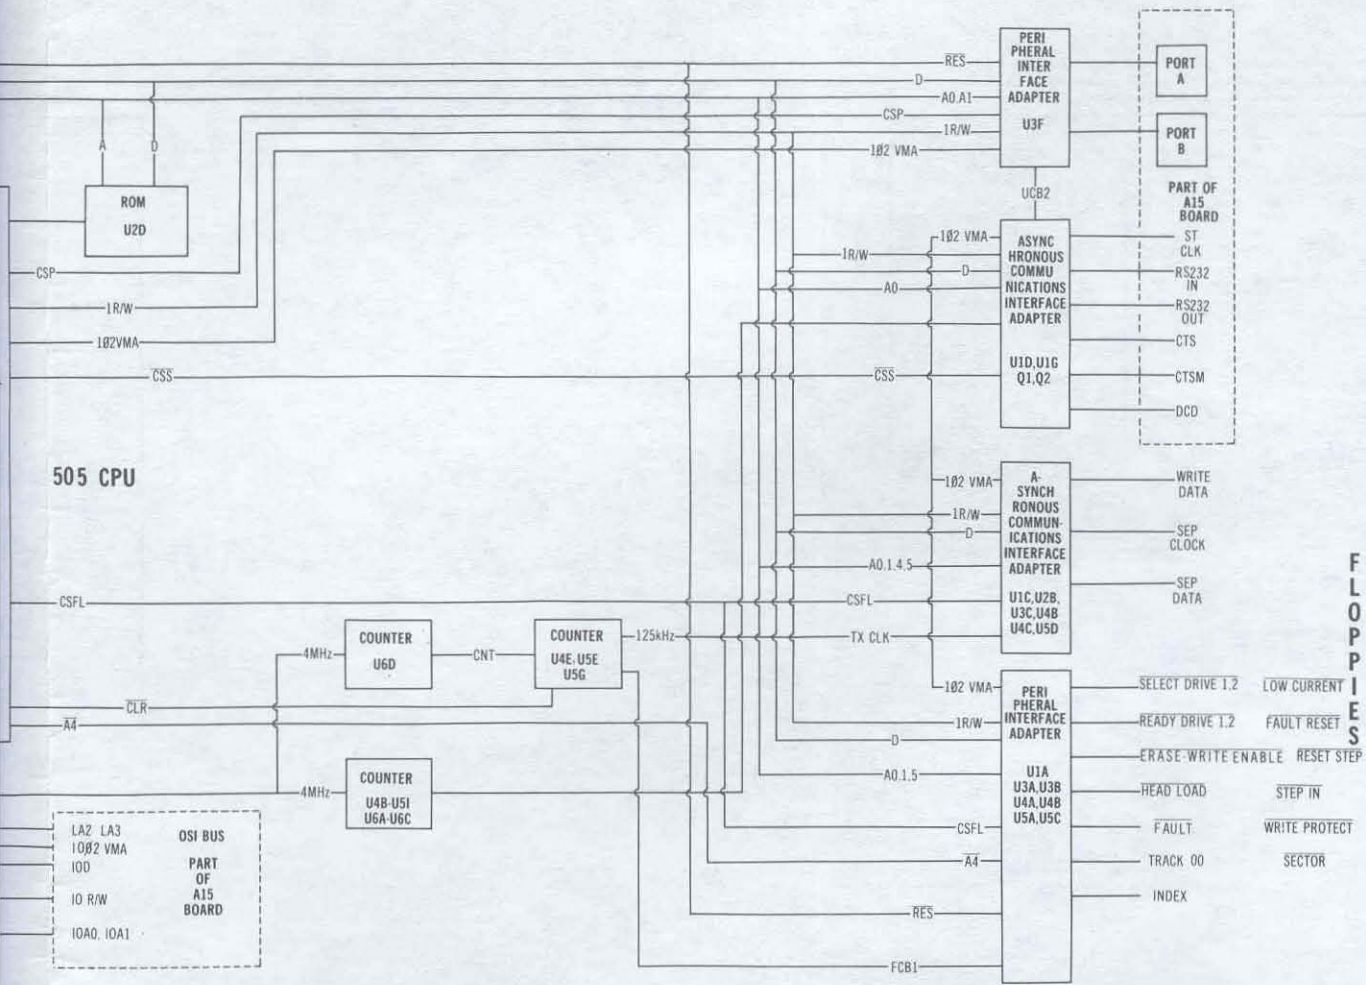 PERI
PHERAL
INTER
FACE
ADAPTER
U3F
RES
D
A0.A1
CSP
1R/W
1Ø2 VMA
PORT
A
PORT
B
PART OF
A15
BOARD
A
D
ROM
U2D
UCB2
CSP
1R/W
1Ø2VMA
CSS
CSS
1Ø2 VMA
1R/W
D
A0
ASYNC
HRONOUS
COMMU
NICATIONS
INTERFACE
ADAPTER
U1D,U1G
Q1,Q2
ST
CLK
RS232
IN
RS232
OUT
CTS
CTSM
DCD
505 CPU
1Ø2 VMA
1R/W
D
A0.1.4.5
CSFL
TX CLK
A-
SYNCH
RONOUS
COMMUN-
ICATIONS
INTERFACE
ADAPTER
U1C,U2B,
U3C,U4B
U4C,U5D
WRITE
DATA
SEP
CLOCK
SEP
DATA
FLOPPIES
CSFL
4MHz
COUNTER
U6D
CNT
COUNTER
U4E,U5E
U5G
125kHz
CLR
A4
4MHz
COUNTER
U4B-U5I
U6A-U6C
1Ø2 VMA
1R/W
D
A0.1.5
CSFL
A4
RES
FCB1
PERI
PHERAL
INTERFACE
ADAPTER
U1A
U3A,U3B
U4A,U4B
U5A,U5C
SELECT DRIVE 1,2 LOW CURRENT
READY DRIVE 1.2 FAULT RESET
ERASE-WRITE ENABLE RESET STEP
HEAD LOAD STEP IN
FAULT WRITE PROTECT
TRACK 00 SECTOR
INDEX
LA2 LA3
IOØ2 VMA
IOD
IO R/W
IOA0, IOA1
OSI BUS
PART
OF
A15
BOARD